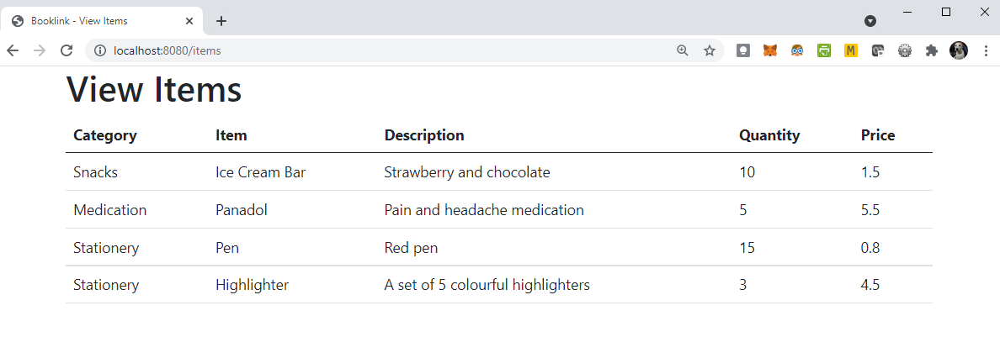 Booklink - View Items
localhost:8080/items
M
View Items
Category Item Description Quantity Price
Snacks Ice Cream Bar Strawberry and chocolate 10 1.5
Medication Panadol Pain and headache medication 5 5.5
Stationery Pen Red pen 15 0.8
Stationery Highlighter A set of 5 colourful highlighters 3 4.5